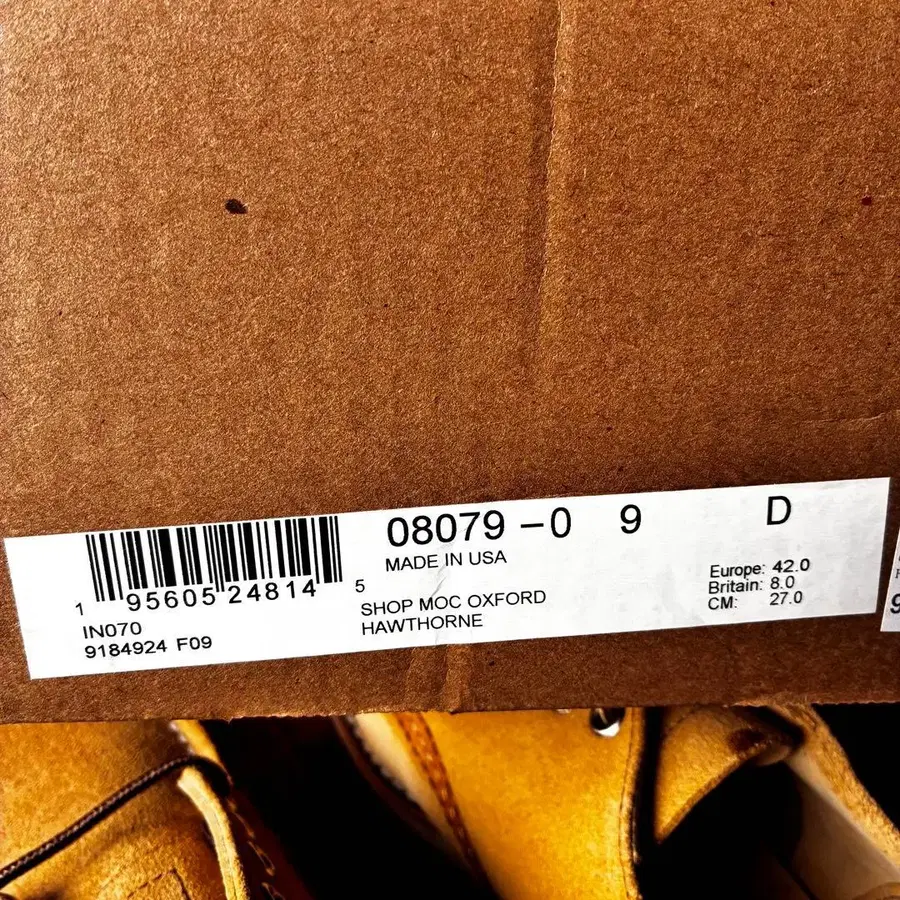 08079 -0 9 D
MADE IN USA
1 95605 24814 5
SHOP MOC OXFORD
HAWTHORNE
IN070
9184924 F09
Europe: 42.0
Britain: 8.0
CM: 27.0